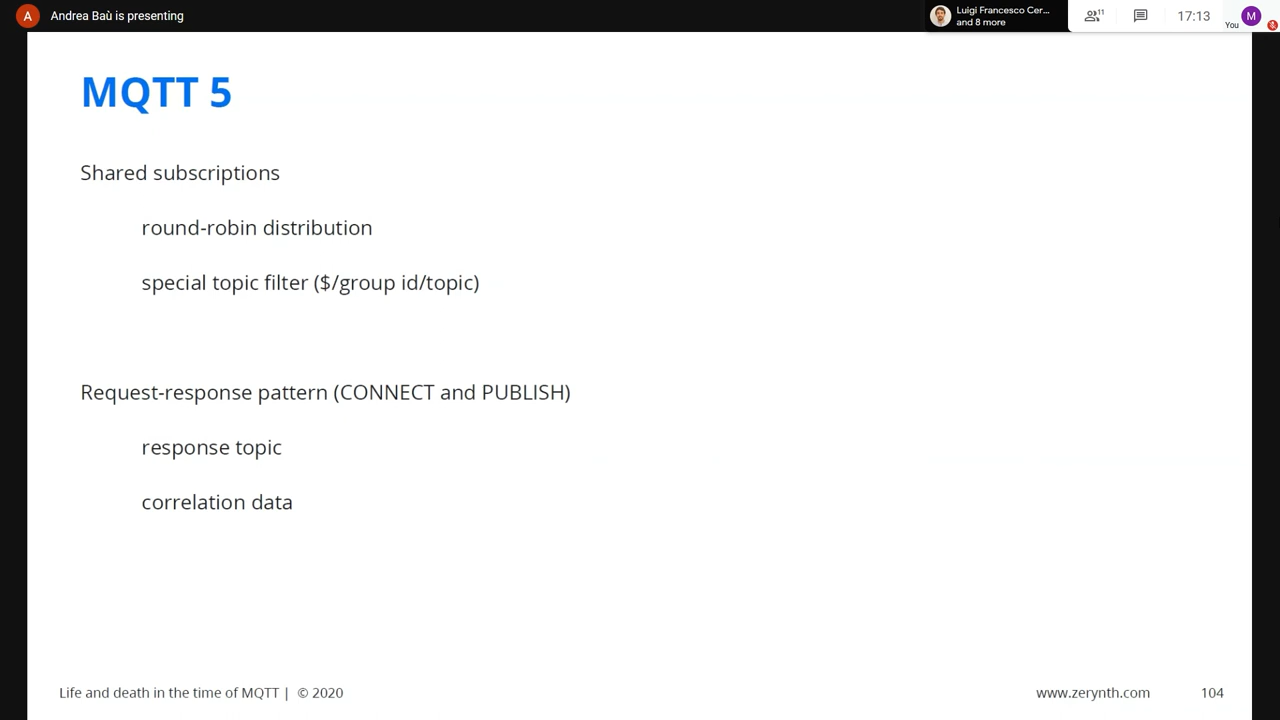 A Andrea Baù is presenting
Luigi Francesco Cer...
and 8 more
11
17:13
You
M
MQTT 5
Shared subscriptions
round-robin distribution
special topic filter ($/group id/topic)
Request-response pattern (CONNECT and PUBLISH)
response topic
correlation data
Life and death in the time of MQTT | © 2020
www.zerynth.com
104